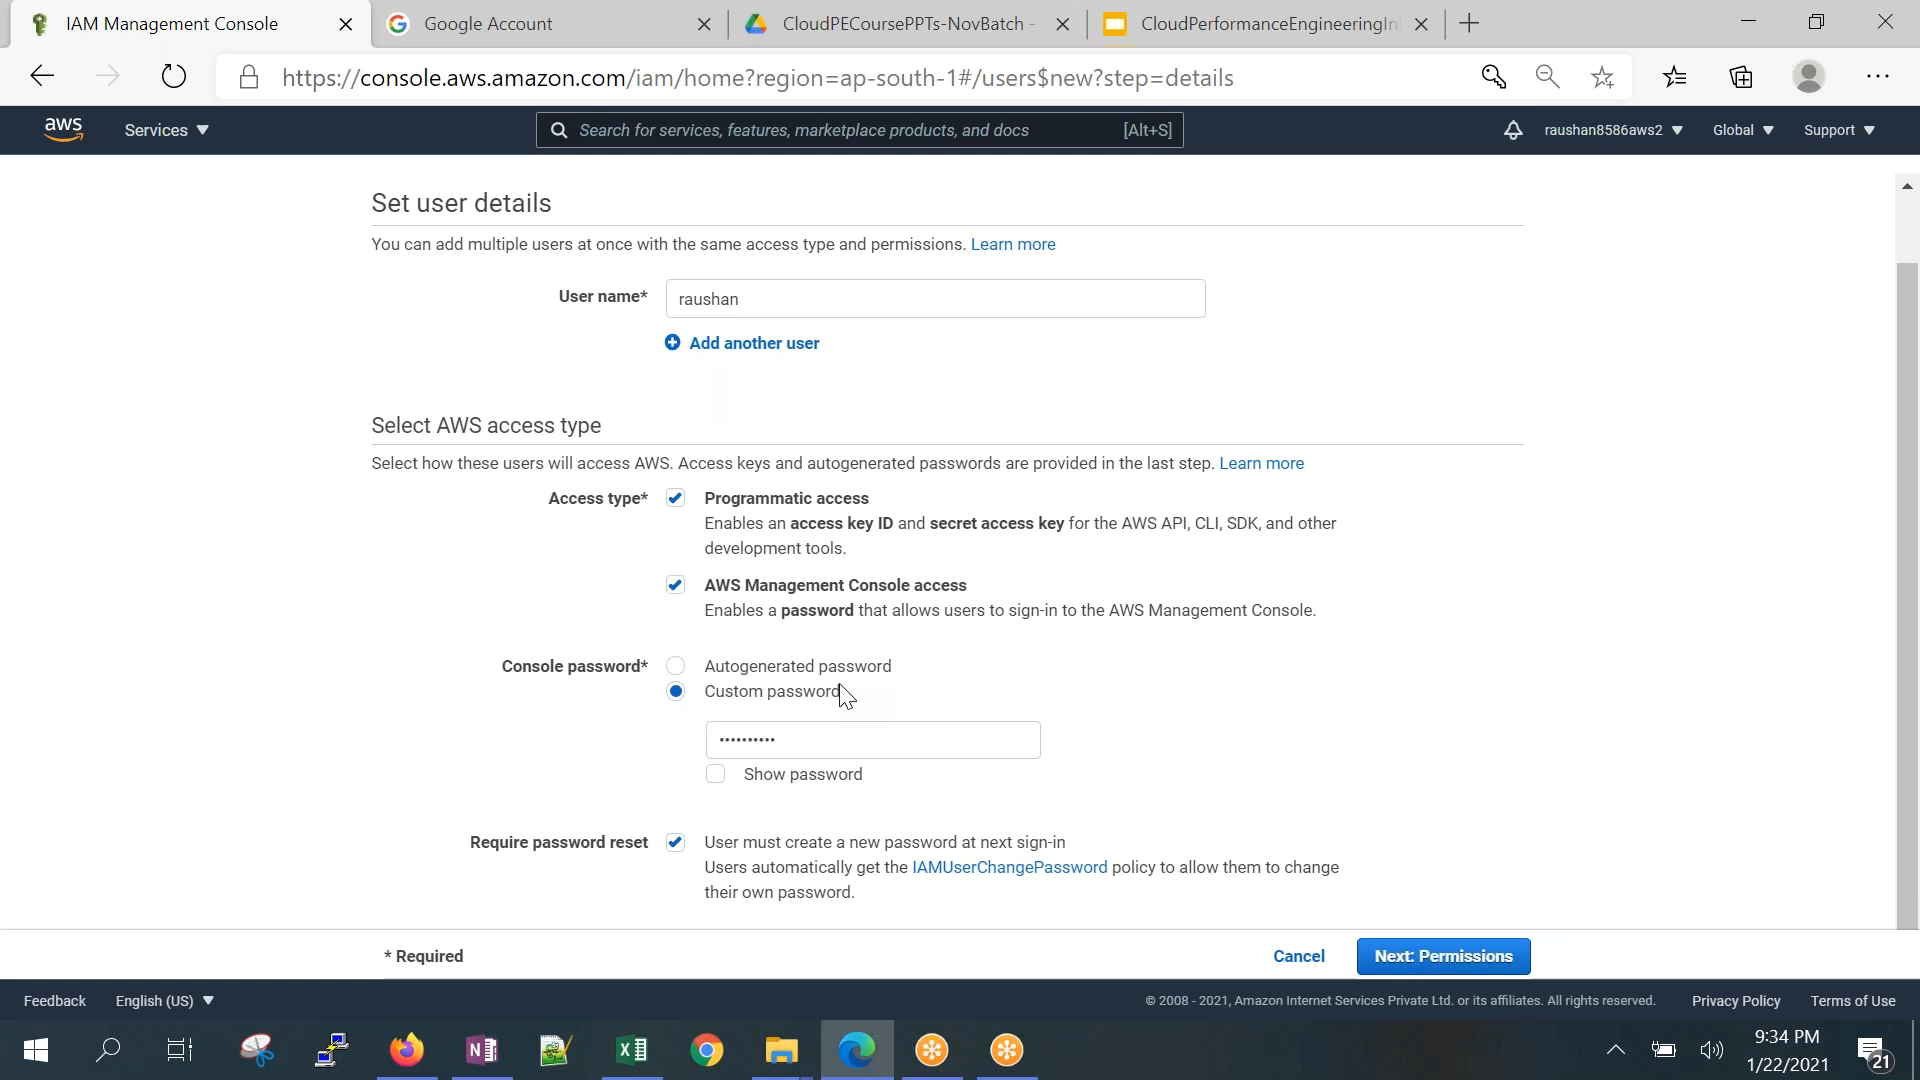 IAM Management Console
Google Account
CloudPECoursePPTs-NovBatch -
CloudPerformanceEngineeringIn
https://console.aws.amazon.com/iam/home?region=ap-south-1#/users$new?step=details
aws
Services
Search for services, features, marketplace products, and docs
[Alt+S]
raushan8586aws2
Global
Support
Set user details
You can add multiple users at once with the same access type and permissions. Learn more
User name*
raushan
Add another user
Select AWS access type
Select how these users will access AWS. Access keys and autogenerated passwords are provided in the last step. Learn more
Access type*
Programmatic access
Enables an access key ID and secret access key for the AWS API, CLI, SDK, and other
development tools.
AWS Management Console access
Enables a password that allows users to sign-in to the AWS Management Console.
Console password*
Autogenerated password
Custom password
••••••••••
Show password
Require password reset
User must create a new password at next sign-in
Users automatically get the IAMUserChangePassword policy to allow them to change
their own password.
* Required
Cancel
Next: Permissions
Feedback
English (US)
© 2008 - 2021, Amazon Internet Services Private Ltd. or its affiliates. All rights reserved.
Privacy Policy
Terms of Use
9:34 PM
1/22/2021
21